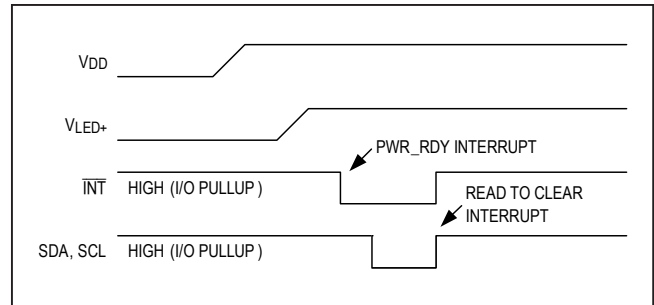 VDD
VLED+
PWR_RDY INTERRUPT
INT HIGH (I/O PULLUP )
READ TO CLEAR
INTERRUPT
SDA, SCL HIGH (I/O PULLUP )